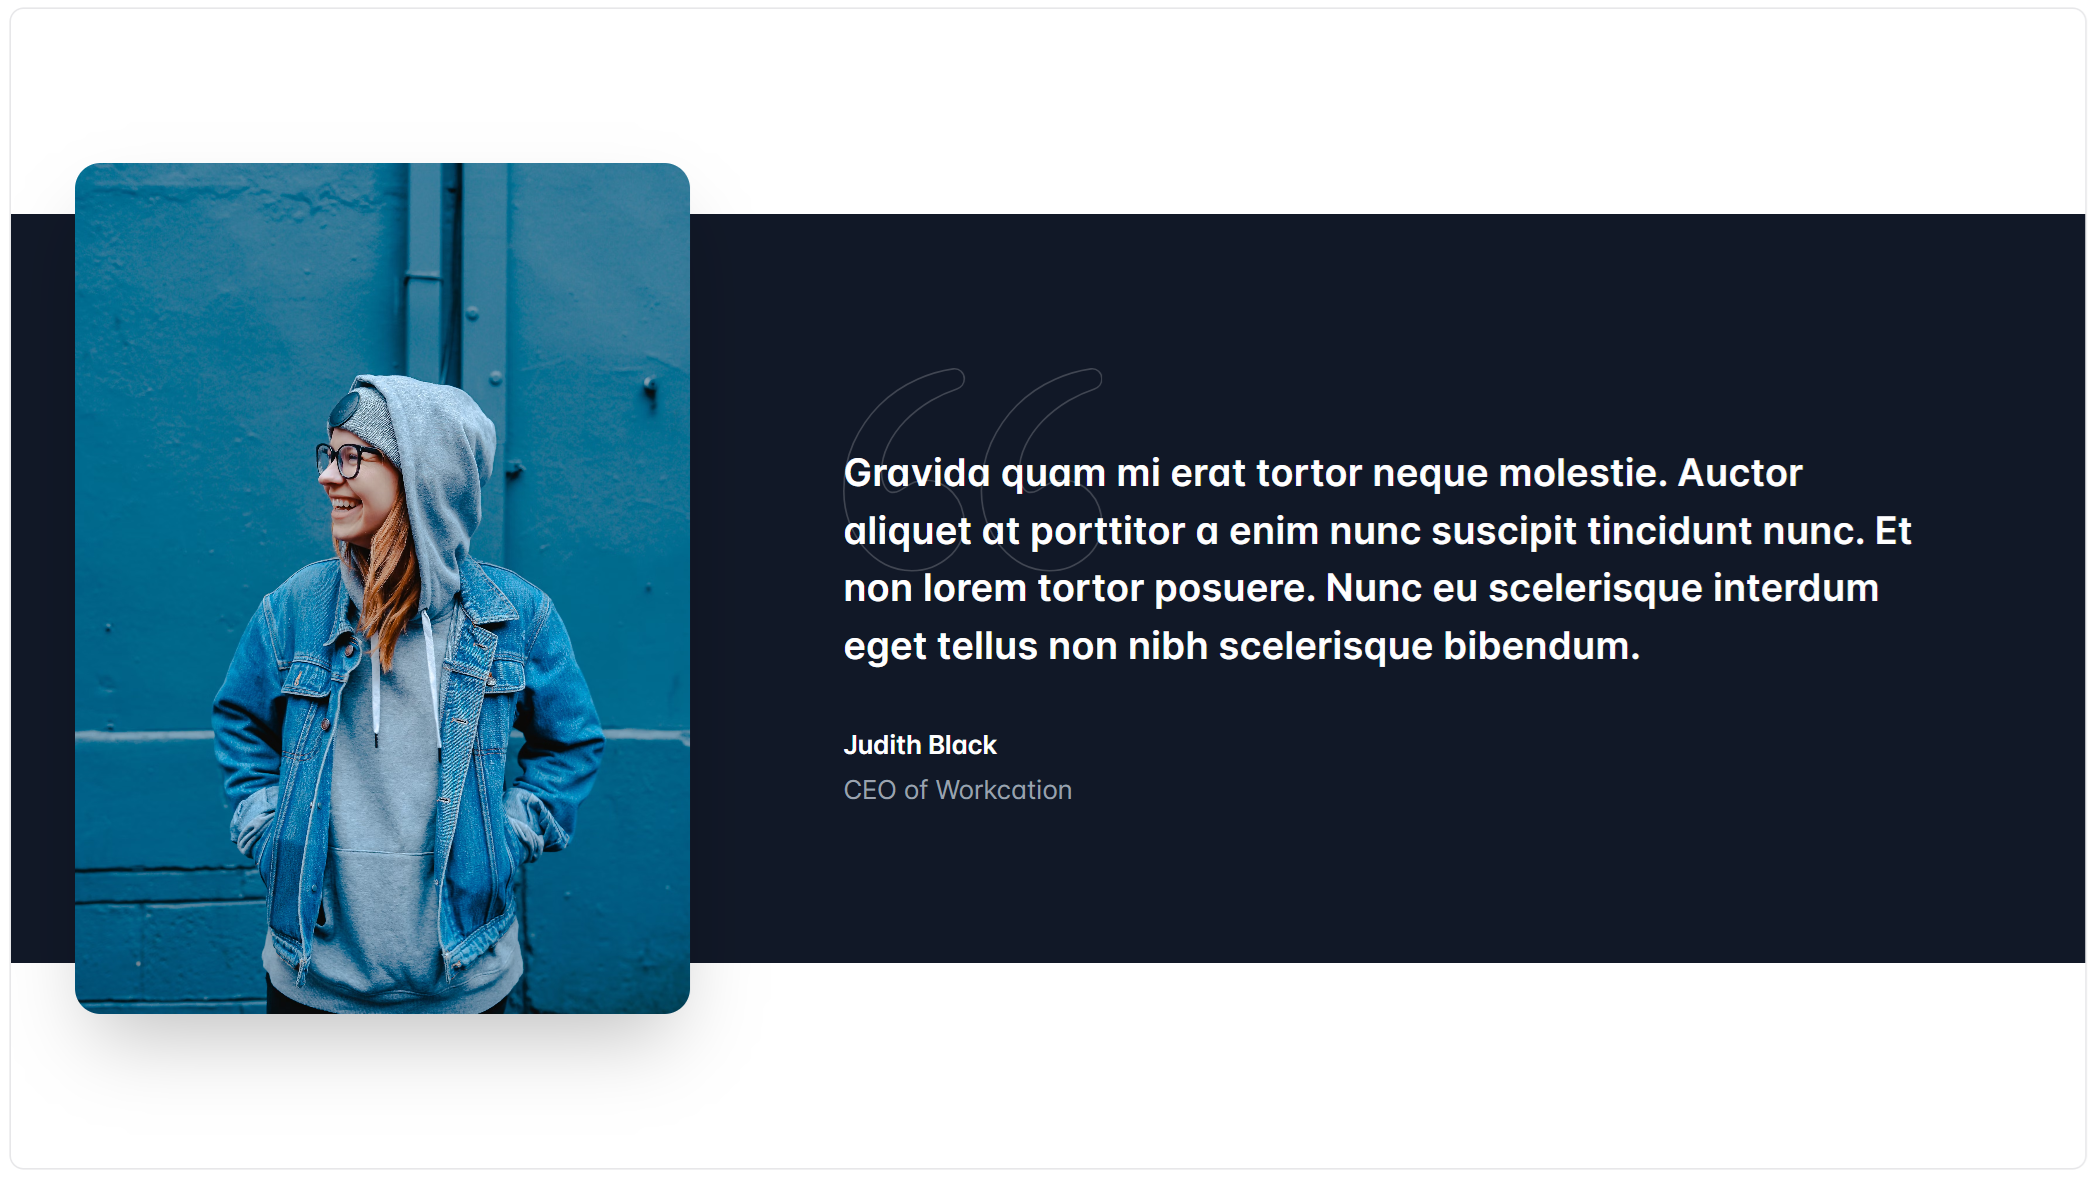 Gravida quam mi erat tortor neque molestie. Auctor
aliquet at porttitor a enim nunc suscipit tincidunt nunc. Et
non lorem tortor posuere. Nunc eu scelerisque interdum
eget tellus non nibh scelerisque bibendum.
Judith Black
CEO of Workcation